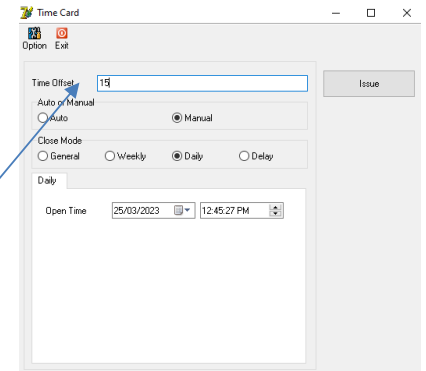 Time Card
Option Exit
Time Offset 15
Issue
Auto or Manual
Auto Manual
Close Mode
General Weekly Daily Delay
Daily
Open Time 25/03/2023 12:45:27 PM